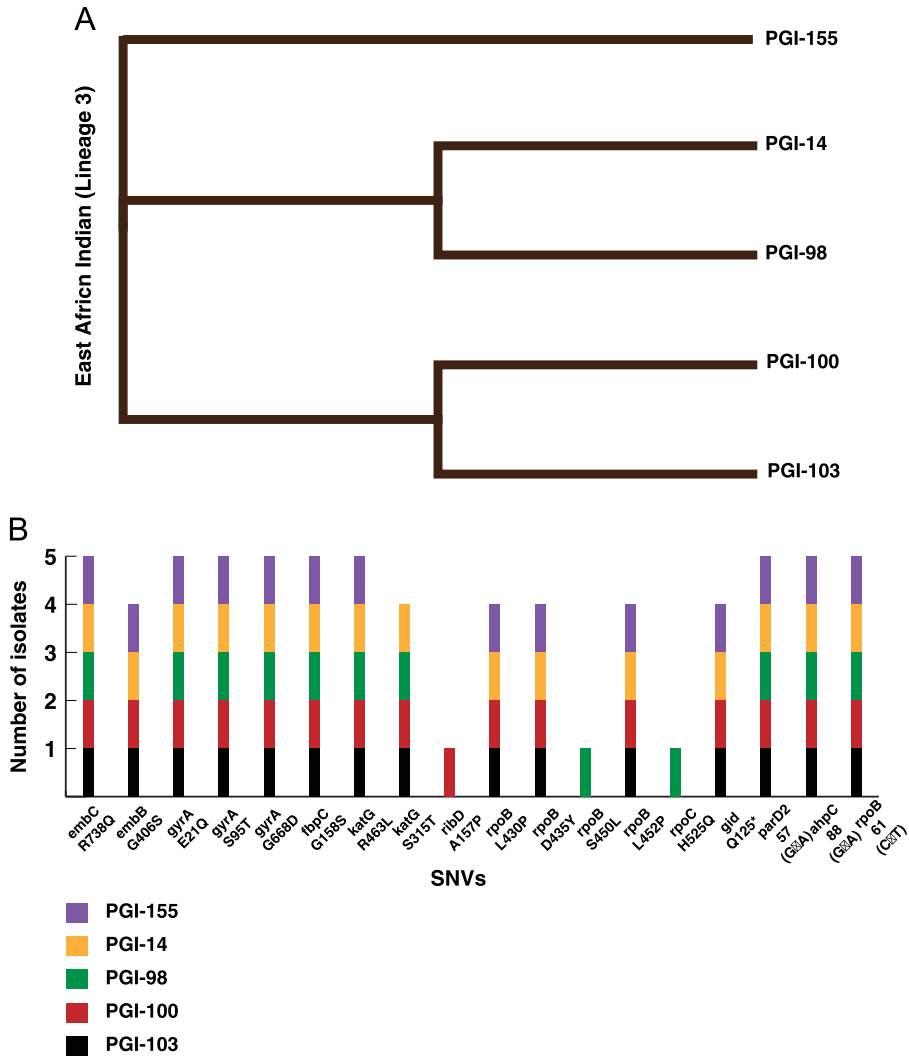 A
East Africn Indian (Lineage 3)
PGI-155
PGI-14
PGI-98
PGI-100
PGI-103
B
Number of isolates
5
4
3
2
1
embC
R738Q
embB
G406S
gyrA
E21Q
gyrA
S95T
gyrA
G668D
fbpC
G158S
katG
R463L
katG
S315T
ribD
A157P
rpoB
L430P
rpoB
D435Y
rpoB
S450L
rpoB
L452P
rpoC
H525Q
gid
Q125*
parD2
57
(G�A)
ahpC
88
(G�A)
rpoB
61
(C�T)
SNVs
PGI-155
PGI-14
PGI-98
PGI-100
PGI-103